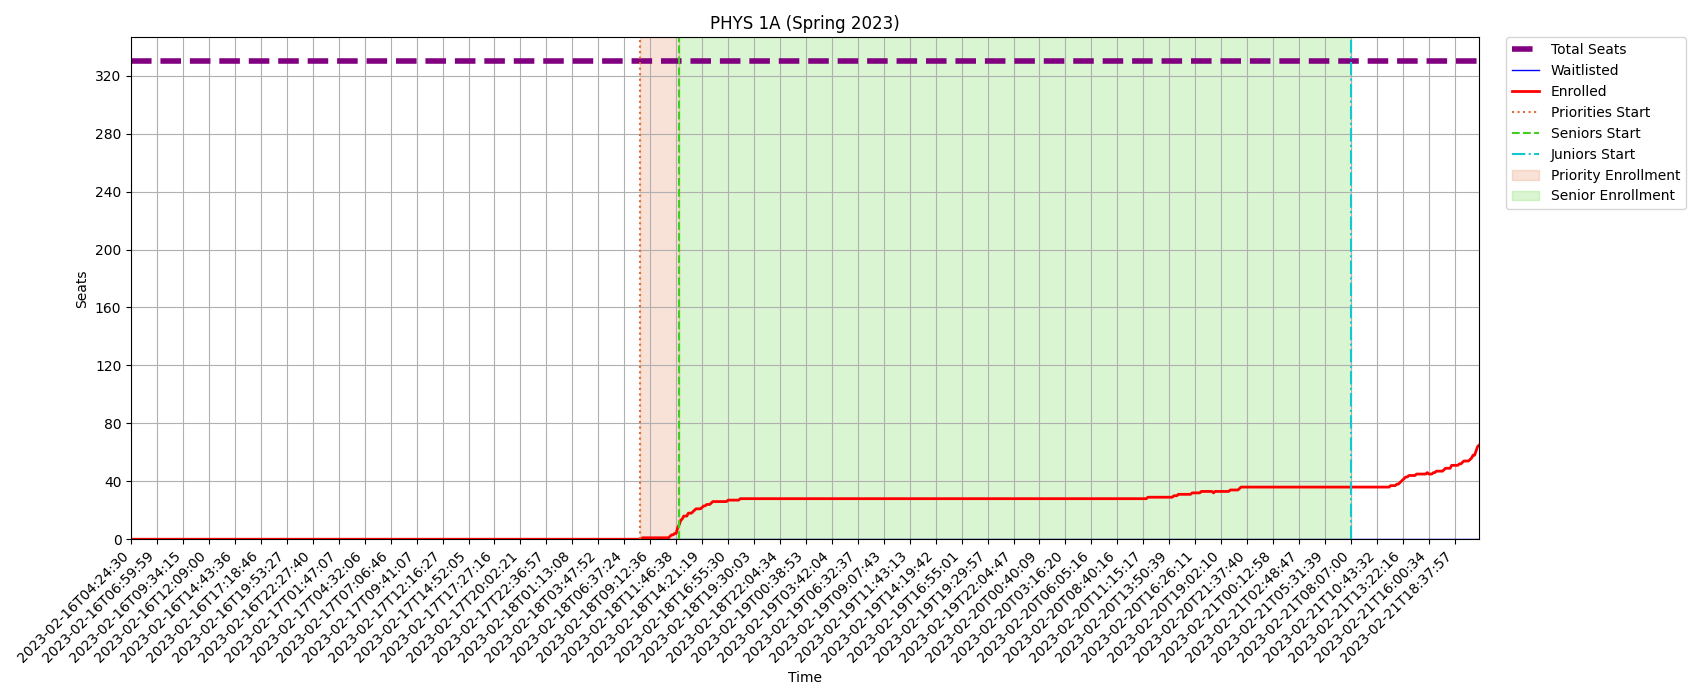 PHYS 1A (Spring 2023)
Total Seats
Waitlisted
Enrolled
Priorities Start
Seniors Start
Juniors Start
Priority Enrollment
Senior Enrollment
Seats
320
280
240
200
160
120
80
40
0
2023-02-16T04:24:30
2023-02-16T06:59:59
2023-02-16T09:34:15
2023-02-16T12:09:00
2023-02-16T14:43:36
2023-02-16T17:18:46
2023-02-16T19:53:27
2023-02-16T22:27:40
2023-02-17T01:47:07
2023-02-17T04:32:06
2023-02-17T07:06:46
2023-02-17T09:41:07
2023-02-17T12:16:27
2023-02-17T14:52:05
2023-02-17T17:27:16
2023-02-17T20:02:21
2023-02-17T22:36:57
2023-02-18T01:13:08
2023-02-18T03:47:52
2023-02-18T06:37:24
2023-02-18T09:12:36
2023-02-18T11:46:38
2023-02-18T14:21:19
2023-02-18T16:55:30
2023-02-18T19:30:03
2023-02-18T22:04:34
2023-02-19T00:38:53
2023-02-19T03:42:04
2023-02-19T06:32:37
2023-02-19T09:07:43
2023-02-19T11:43:13
2023-02-19T14:19:42
2023-02-19T16:55:01
2023-02-19T19:29:57
2023-02-19T22:04:47
2023-02-20T00:40:09
2023-02-20T03:16:20
2023-02-20T06:05:16
2023-02-20T08:40:16
2023-02-20T11:15:17
2023-02-20T13:50:39
2023-02-20T16:26:11
2023-02-20T19:02:10
2023-02-20T21:37:40
2023-02-21T00:12:58
2023-02-21T02:48:47
2023-02-21T05:31:39
2023-02-21T08:07:00
2023-02-21T10:43:32
2023-02-21T13:22:16
2023-02-21T16:00:34
2023-02-21T18:37:57
Time